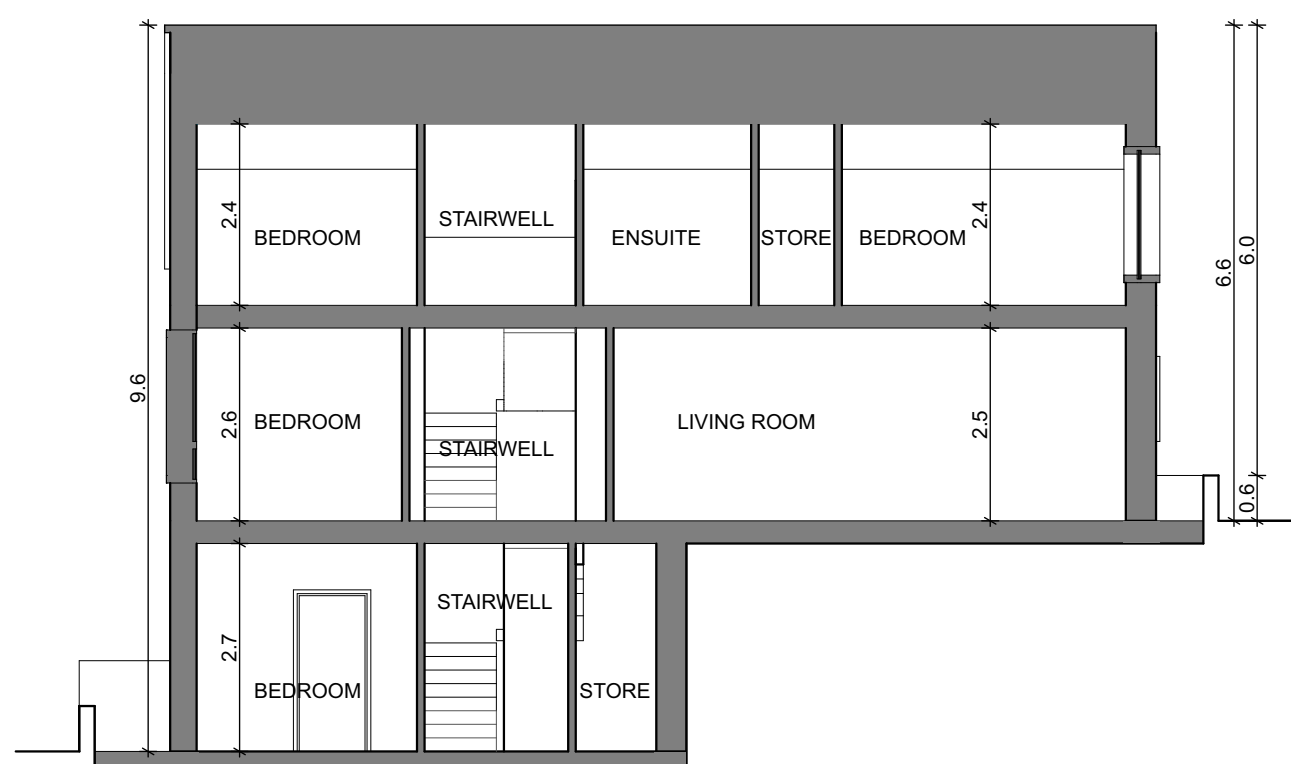 2.4
BEDROOM
STAIRWELL
ENSUITE
STORE
BEDROOM
2.4
6.6
6.0
9.6
2.6
BEDROOM
STAIRWELL
LIVING ROOM
2.5
0.6
2.7
BEDROOM
STAIRWELL
STORE